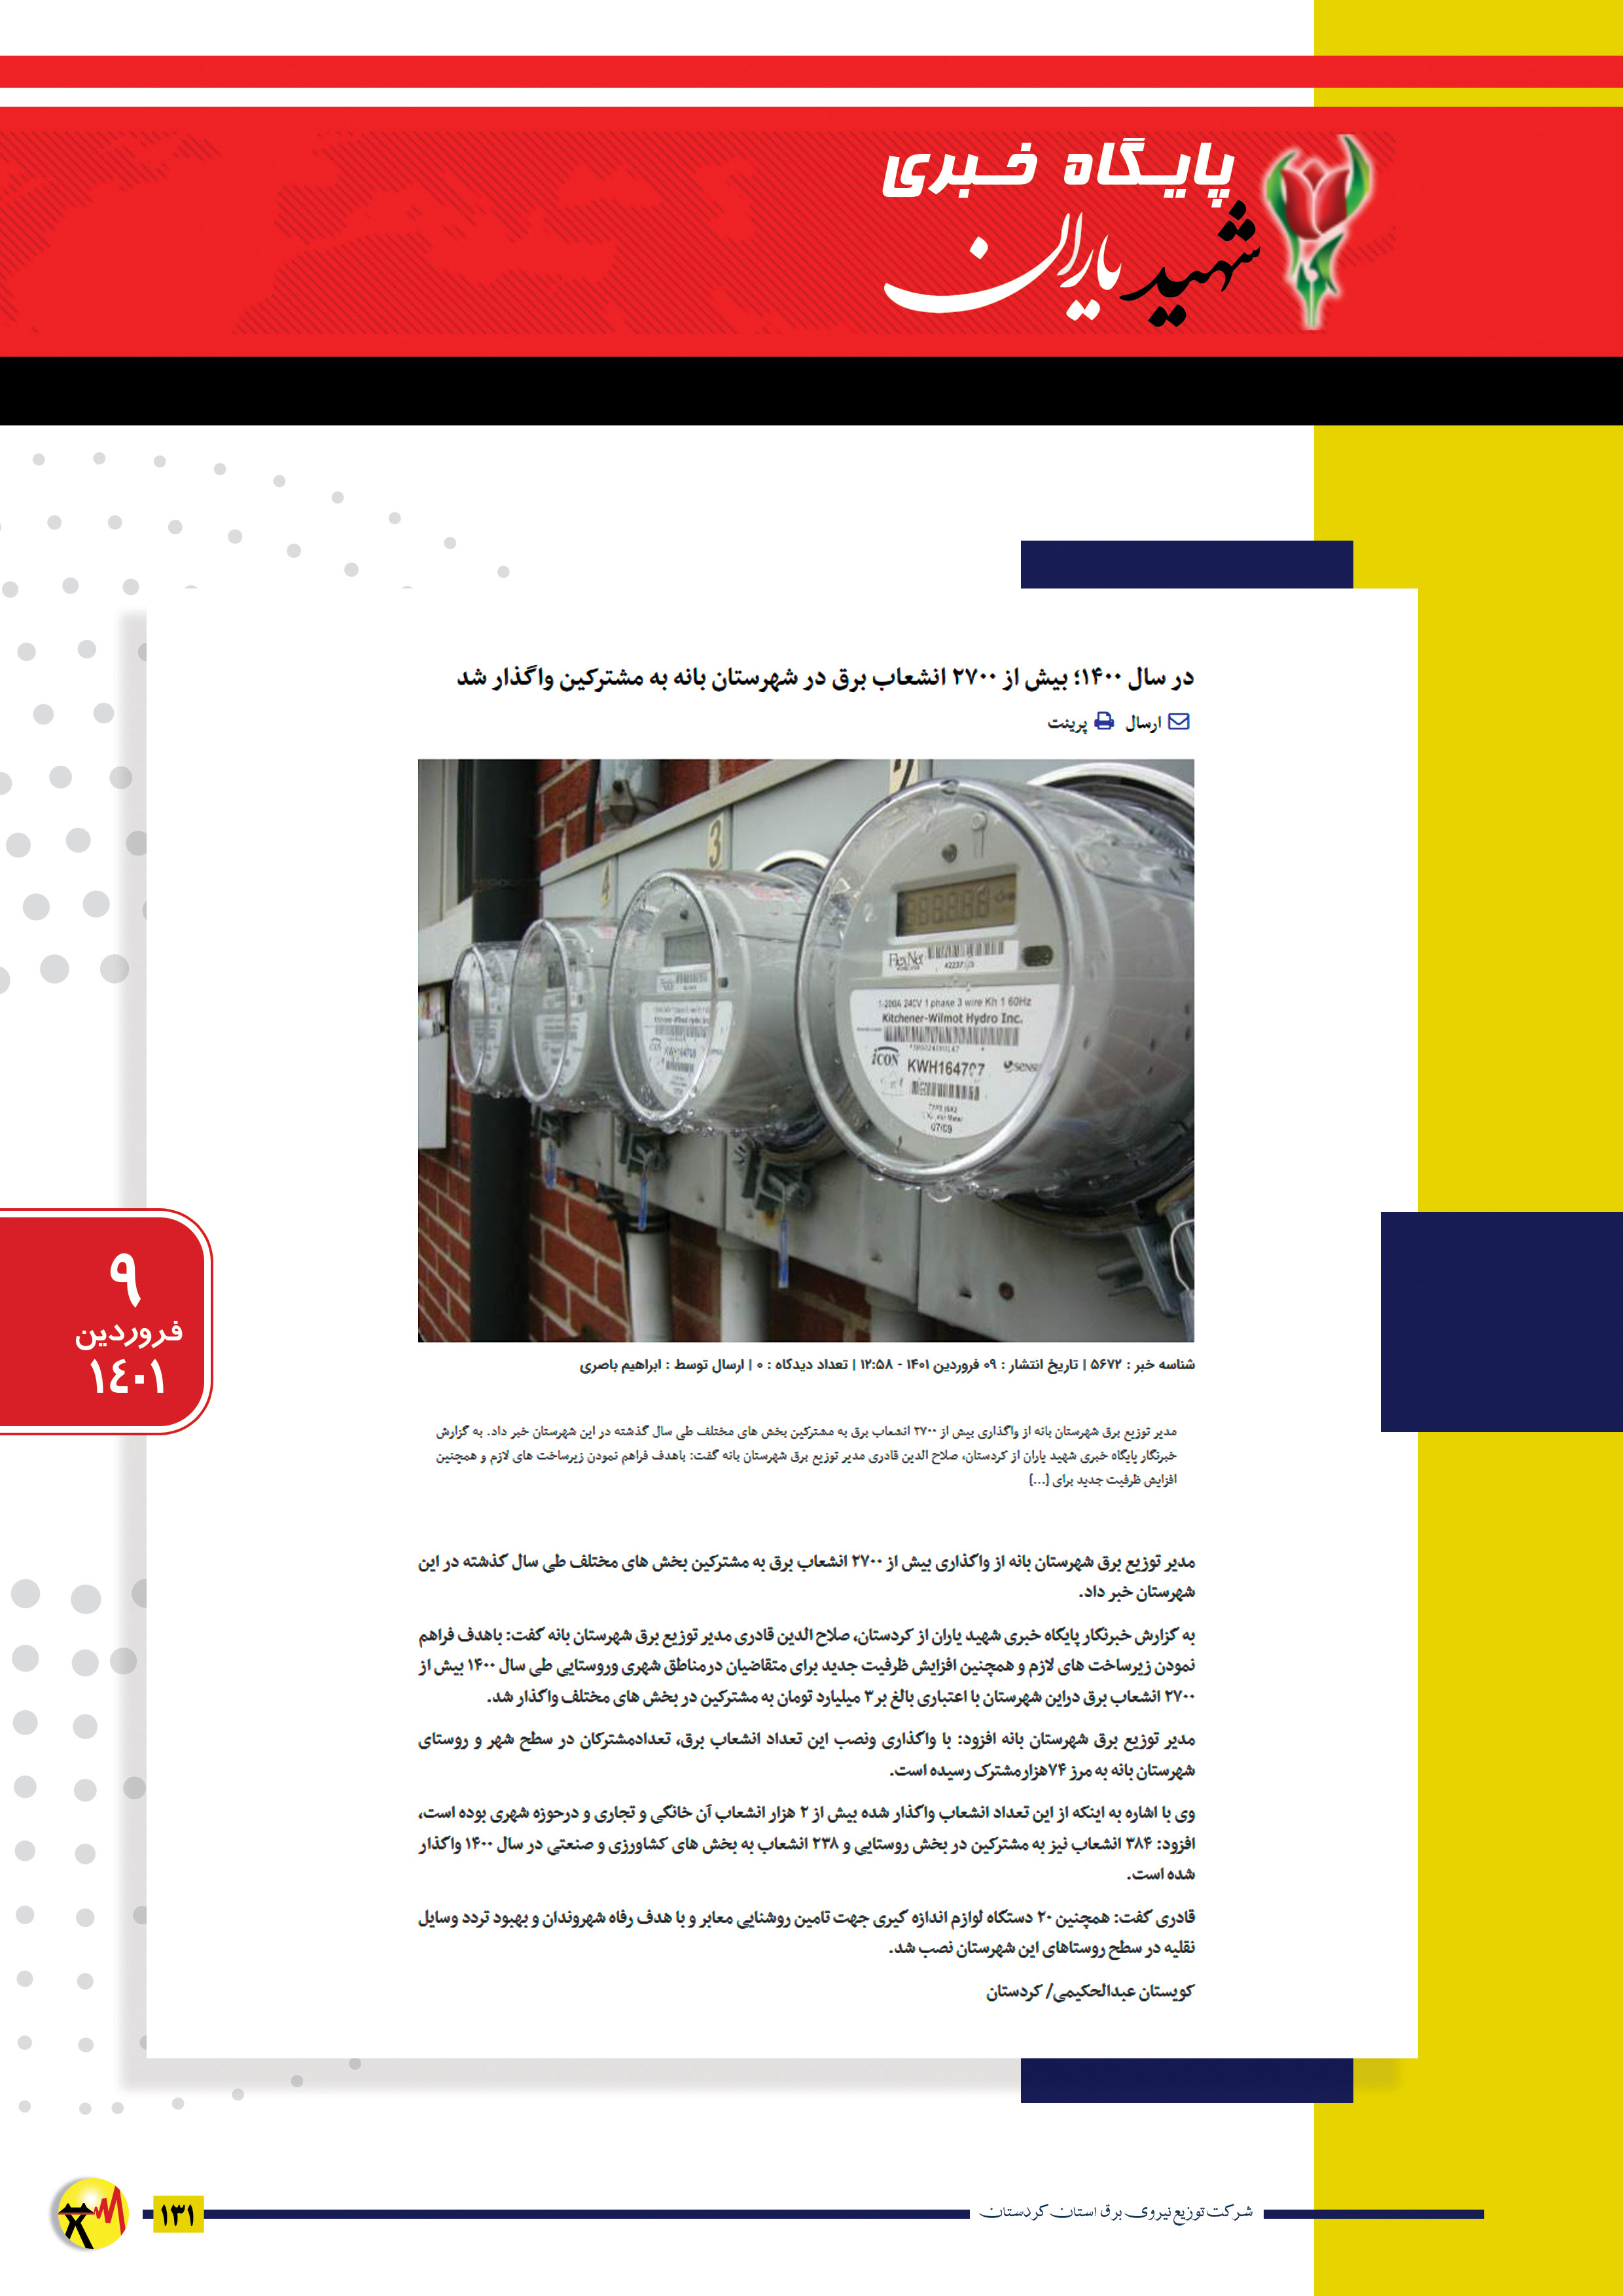 پایگاه خبری
شهید یاران
در سال ۱۴۰۰؛ بیش از ۲۷۰۰ انشعاب برق در شهرستان بانه به مشترکین واگذار شد
ارسال پرینت
2
3
4
FlexNet
1-200A 240V 1 phase 3 wire Kh 1 60Hz
Kitchener-Wilmot Hydro Inc.
iCON KWH164707
07/09
شناسه خبر : ۵۶۷۲ | تاریخ انتشار : ۰۹ فروردین ۱۴۰۱ - ۱۲:۵۸ | تعداد دیدگاه : ۰ | ارسال توسط : ابراهیم باصری
مدیر توزیع برق شهرستان بانه از واگذاری بیش از ۲۷۰۰ انشعاب برق به مشترکین بخش های مختلف طی سال گذشته در این شهرستان خبر داد. به گزارش
خبرنگار پایگاه خبری شهید یاران از کردستان، صلاح الدین قادری مدیر توزیع برق شهرستان بانه گفت: باهدف فراهم نمودن زیرساخت های لازم و همچنین
افزایش ظرفیت جدید برای […]
مدیر توزیع برق شهرستان بانه از واگذاری بیش از ۲۷۰۰ انشعاب برق به مشترکین بخش های مختلف طی سال گذشته در این
شهرستان خبر داد.
به گزارش خبرنگار پایگاه خبری شهید یاران از کردستان، صلاح الدین قادری مدیر توزیع برق شهرستان بانه گفت: باهدف فراهم
نمودن زیرساخت های لازم و همچنین افزایش ظرفیت جدید برای متقاضیان درمناطق شهری وروستایی طی سال ۱۴۰۰ بیش از
۲۷۰۰ انشعاب برق دراین شهرستان با اعتباری بالغ بر۳ میلیارد تومان به مشترکین در بخش های مختلف واگذار شد.
مدیر توزیع برق شهرستان بانه افزود: با واگذاری ونصب این تعداد انشعاب برق، تعدادمشترکان در سطح شهر و روستای
شهرستان بانه به مرز ۷۴هزارمشترک رسیده است.
وی با اشاره به اینکه از این تعداد انشعاب واگذار شده بیش از ۲ هزار انشعاب آن خانگی و تجاری و درحوزه شهری بوده است،
افزود: ۳۸۴ انشعاب نیز به مشترکین در بخش روستایی و ۲۳۸ انشعاب به بخش های کشاورزی و صنعتی در سال ۱۴۰۰ واگذار
شده است.
قادری گفت: همچنین ۲۰ دستگاه لوازم اندازه گیری جهت تامین روشنایی معابر و با هدف رفاه شهروندان و بهبود تردد وسایل
نقلیه در سطح روستاهای این شهرستان نصب شد.
کویستان عبدالحکیمی/ کردستان
۹
فروردین
۱٤۰۱
شرکت توزیع نیروی برق استان کردستان
۱۳۱